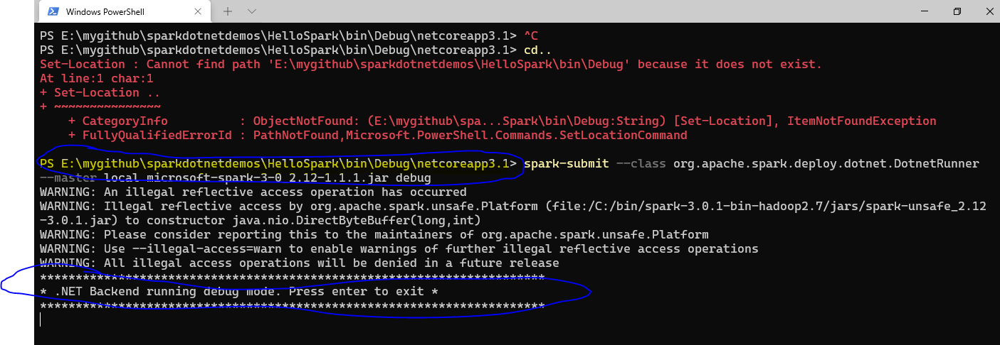 Windows PowerShell
PS E:\mygithub\sparkdotnetdemos\HelloSpark\bin\Debug\netcoreapp3.1> ^C
PS E:\mygithub\sparkdotnetdemos\HelloSpark\bin\Debug\netcoreapp3.1> cd..
Set-Location : Cannot find path 'E:\mygithub\sparkdotnetdemos\HelloSpark\bin\Debug' because it does not exist.
At line:1 char:1
+ Set-Location ..
+ ~~~~~~~~~~~~~~~
    + CategoryInfo          : ObjectNotFound: (E:\mygithub\spa...Spark\bin\Debug:String) [Set-Location], ItemNotFoundException
    + FullyQualifiedErrorId : PathNotFound,Microsoft.PowerShell.Commands.SetLocationCommand
PS E:\mygithub\sparkdotnetdemos\HelloSpark\bin\Debug\netcoreapp3.1> spark-submit --class org.apache.spark.deploy.dotnet.DotnetRunner
--master local microsoft-spark-3-0_2.12-1.1.1.jar debug
WARNING: An illegal reflective access operation has occurred
WARNING: Illegal reflective access by org.apache.spark.unsafe.Platform (file:/C:/bin/spark-3.0.1-bin-hadoop2.7/jars/spark-unsafe_2.12
-3.0.1.jar) to constructor java.nio.DirectByteBuffer(long,int)
WARNING: Please consider reporting this to the maintainers of org.apache.spark.unsafe.Platform
WARNING: Use --illegal-access=warn to enable warnings of further illegal reflective access operations
WARNING: All illegal access operations will be denied in a future release
***********************************************************************
* .NET Backend running debug mode. Press enter to exit *
***********************************************************************